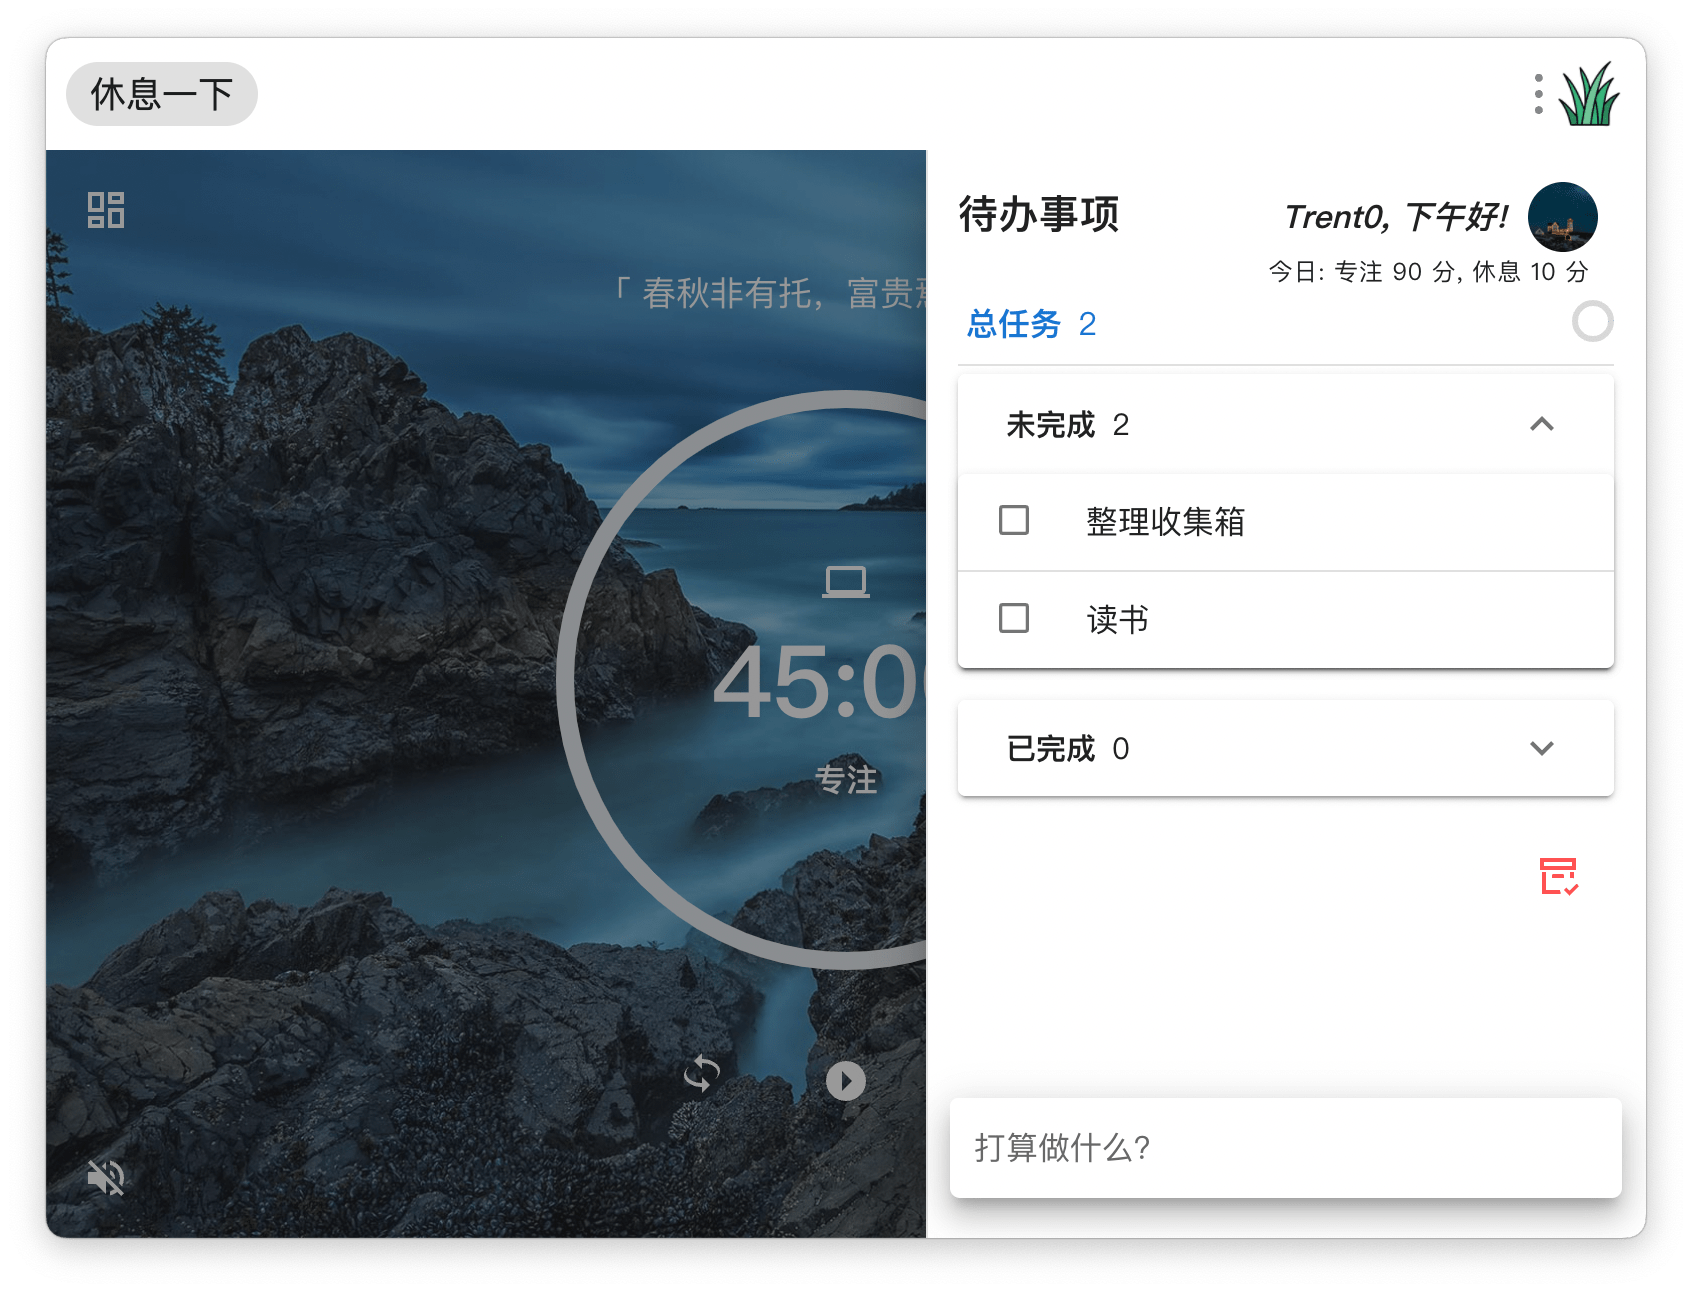 休息一下
「 春秋非有托，富贵
45:0
专注
待办事项
Trent0, 下午好!
今日: 专注 90 分, 休息 10 分
总任务 2
未完成 2
整理收集箱
读书
已完成 0
打算做什么?